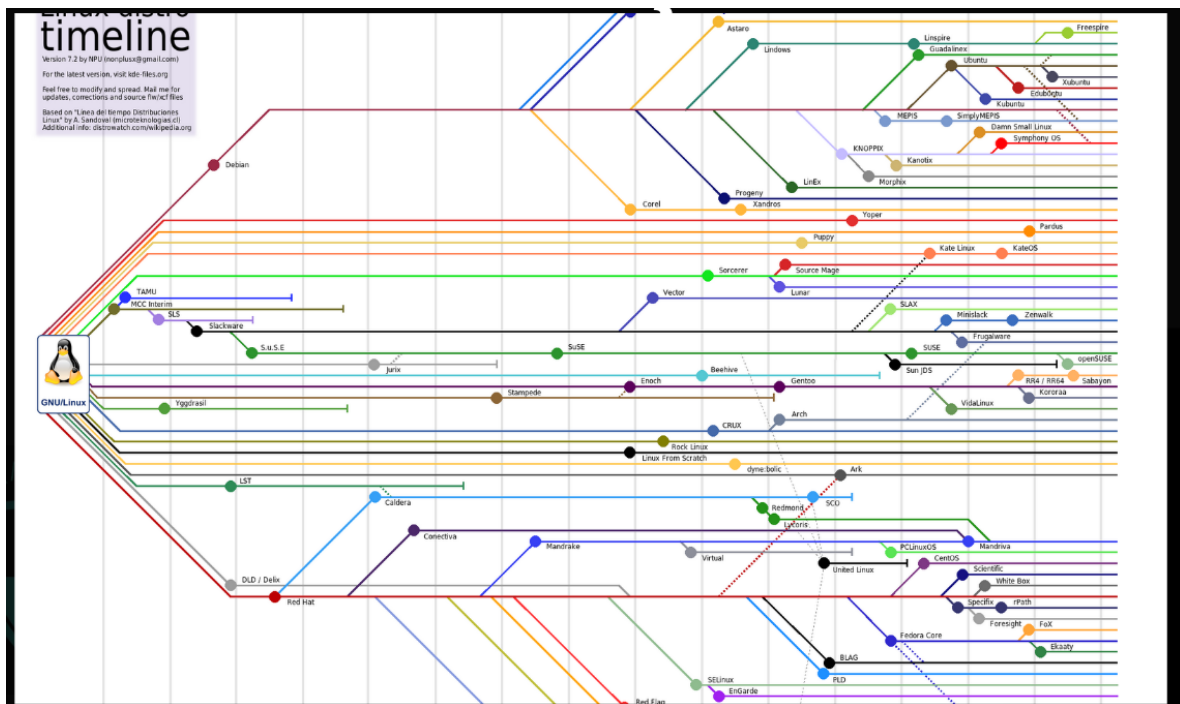 Linux distro
timeline
Version 7.2 by NPU (nonplusx@gmail.com)
For the latest version, visit kde-files.org
Feel free to modify and spread. Mail me for
updates, corrections and source flw/xcf files
Based on "Linea del tiempo Distribuciones
Linux" by A. Sandoval (microteknologias.cl)
Additional info: distrowatch.com/wikipedia.org
Astaro
Freespire
Linspire
Lindows
Guadalinex
Ubuntu
Xubuntu
Edubuntu
Kubuntu
MEPIS
SimplyMEPIS
Damn Small Linux
Symphony OS
KNOPPIX
Kanotix
Morphix
Debian
LinEx
Progeny
Corel
Xandros
Yoper
Pardus
Puppy
Kate Linux
KateOS
Sorcerer
Source Mage
Lunar
TAMU
Vector
MCC Interim
SLAX
SLS
Minislack
Zenwalk
Slackware
Frugalware
S.u.S.E
SuSE
SUSE
openSUSE
Jurix
Sun JDS
Beehive
RR4 / RR64
Sabayon
Enoch
Gentoo
Stampede
Kororaa
GNU/Linux
Yggdrasil
VidaLinux
Arch
CRUX
Rock Linux
Linux From Scratch
dyne:bolic
Ark
LST
Caldera
SCO
Redmond
Lycoris
Conectiva
Mandrake
Mandriva
Virtual
PCLinuxOS
CentOS
United Linux
Scientific
DLD / Delix
White Box
Red Hat
Specifix
rPath
Foresight
FoX
Fedora Core
Ekaaty
BLAG
PLD
SELinux
EnGarde
Red Flag